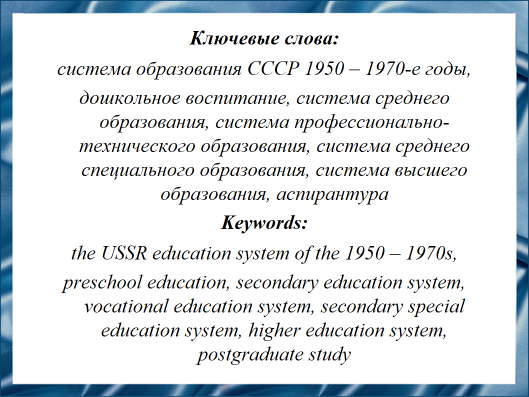 Ключевые слова:
система образования СССР 1950 – 1970-е годы,
дошкольное воспитание, система среднего
образования, система профессионально-
технического образования, система среднего
специального образования, система высшего
образования, аспирантура
Keywords:
the USSR education system of the 1950 – 1970s,
preschool education, secondary education system,
vocational education system, secondary special
education system, higher education system,
postgraduate study